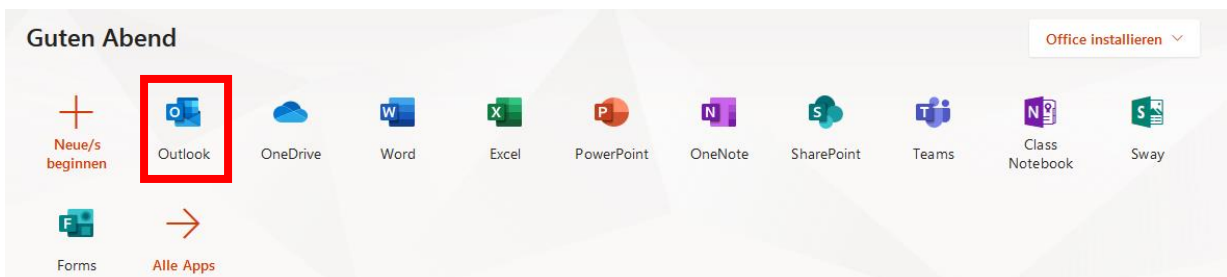 Guten Abend
Office installieren
Neue/s
beginnen
Outlook
OneDrive
Word
Excel
PowerPoint
OneNote
SharePoint
Teams
Class
Notebook
Sway
Forms
Alle Apps